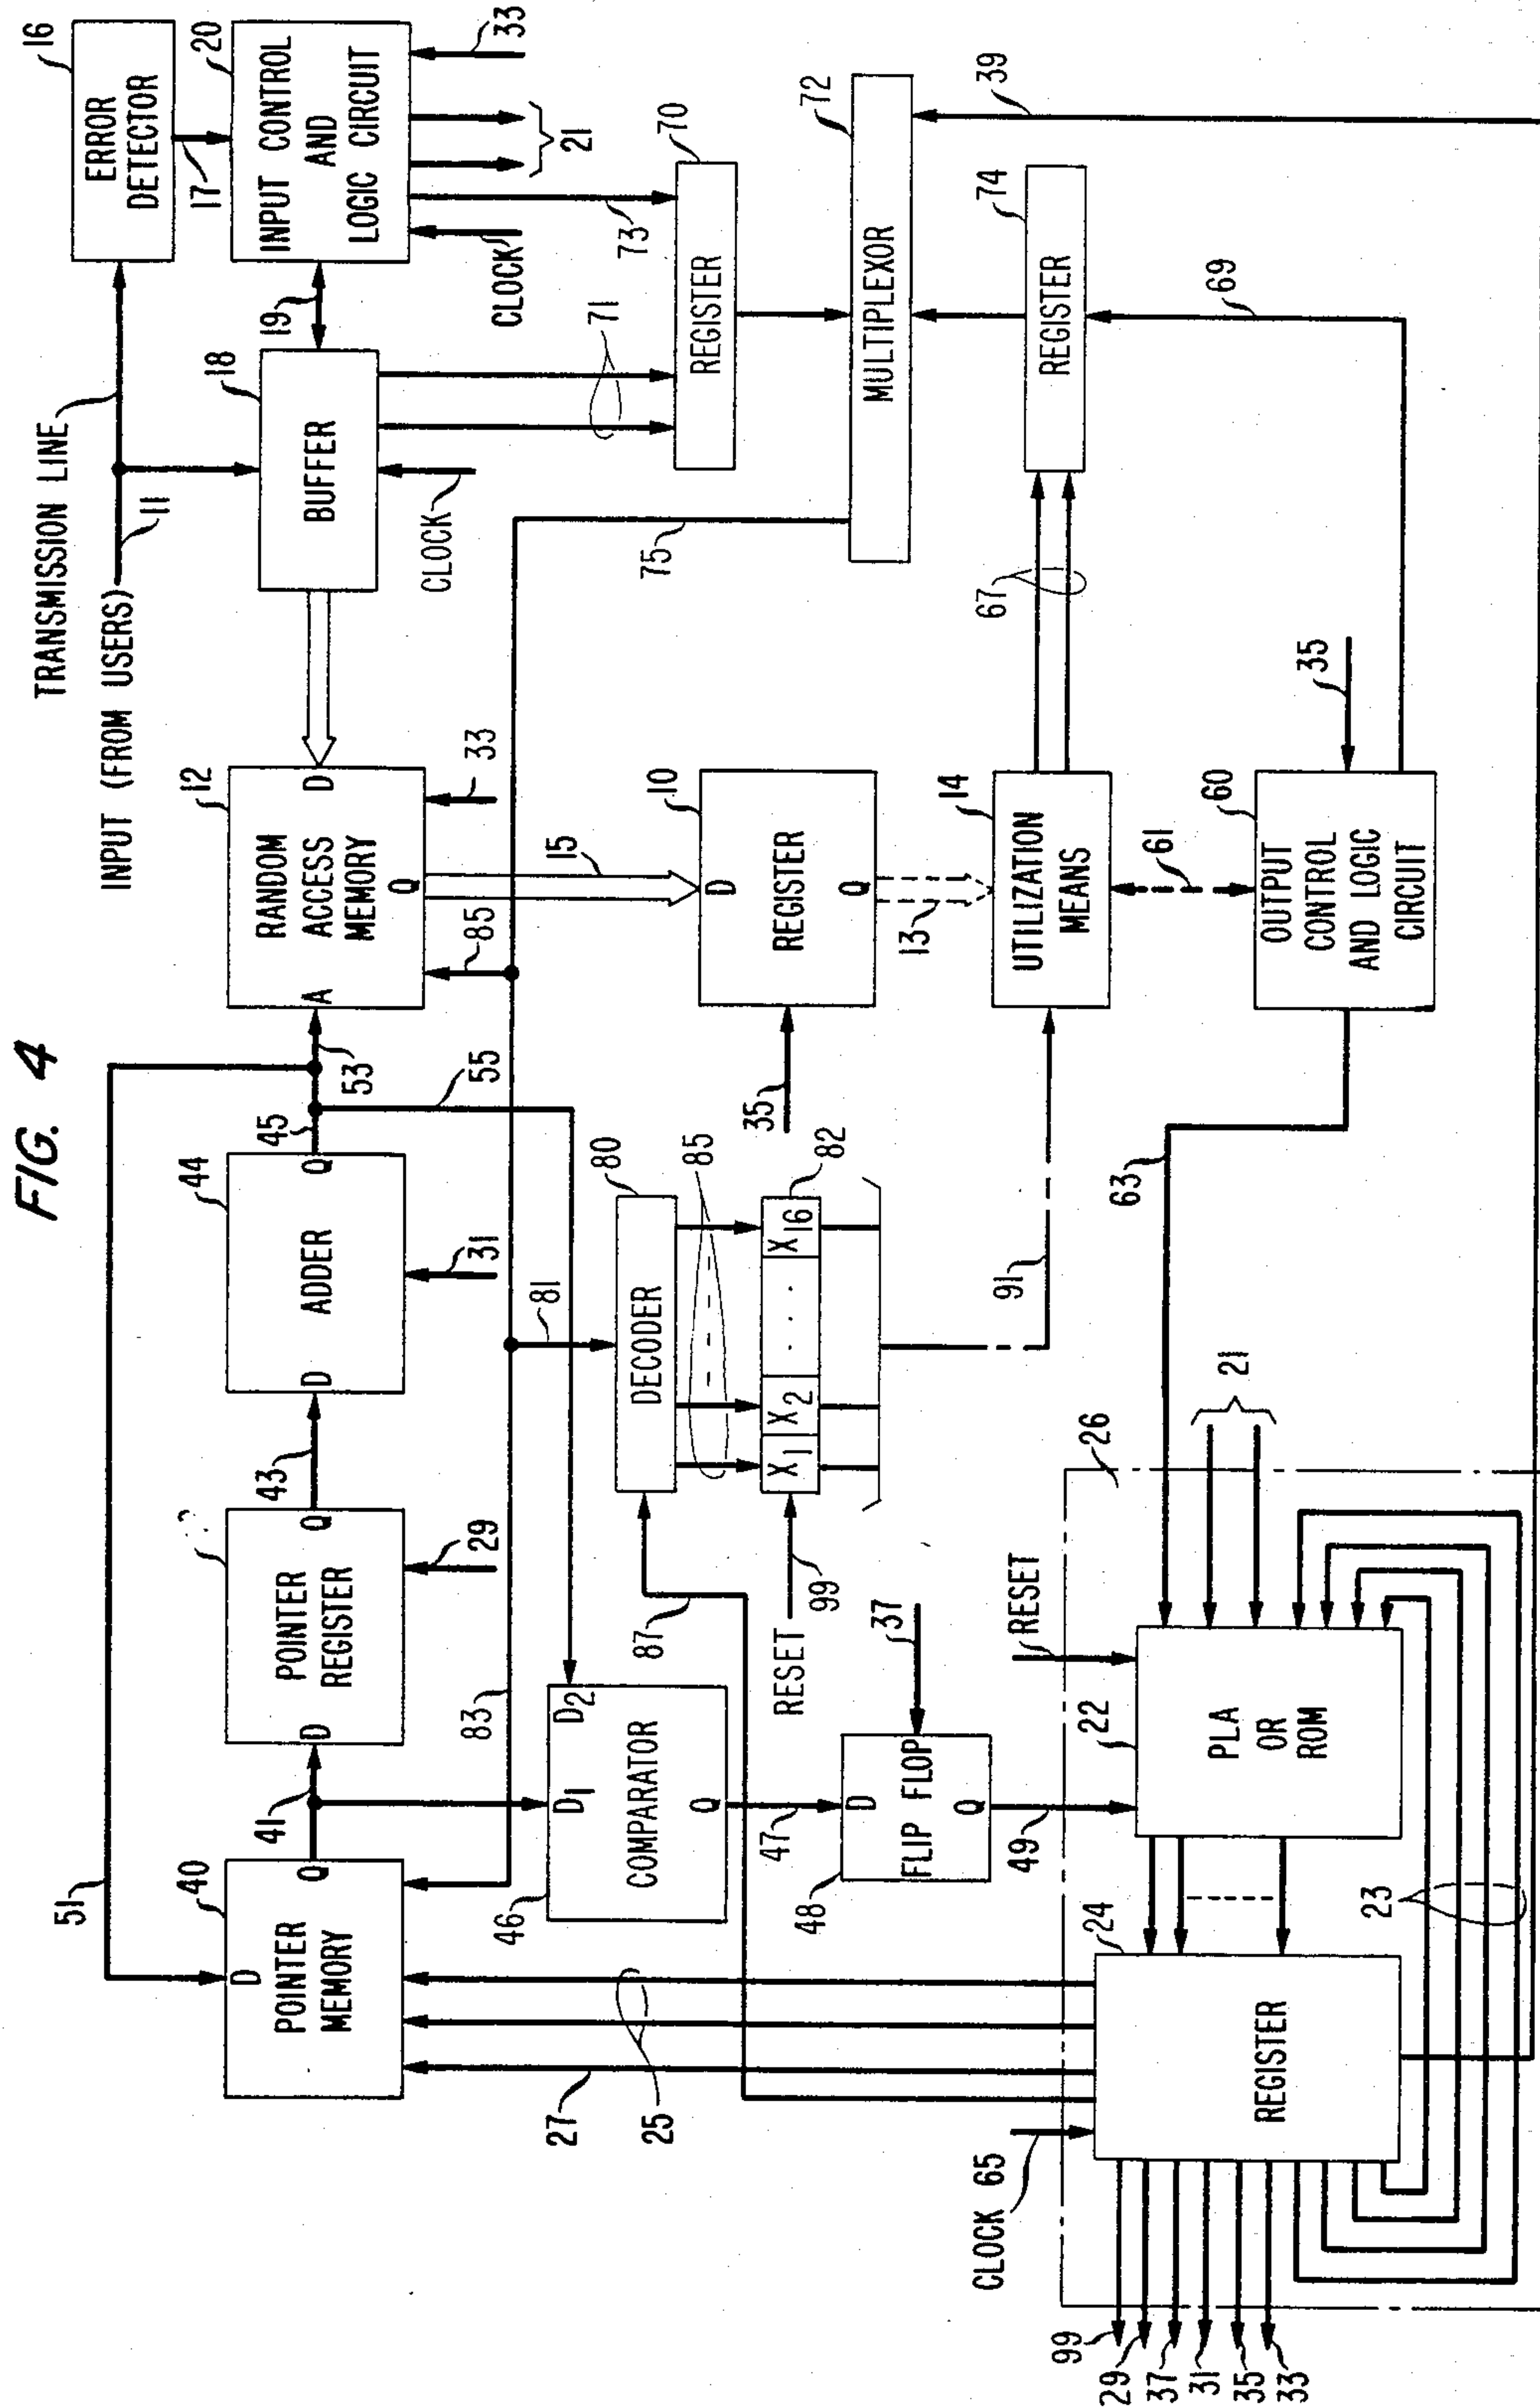 FIG. 4
TRANSMISSION LINE
INPUT (FROM USERS)
11
16
ERROR
DETECTOR
17
20
INPUT CONTROL
AND
LOGIC CIRCUIT
33
21
73
CLOCK
19
18
BUFFER
CLOCK
71
70
REGISTER
72
MULTIPLEXOR
39
75
74
REGISTER
69
67
12
RANDOM
ACCESS
MEMORY
A
D
Q
33
85
15
10
D
REGISTER
Q
35
13
14
UTILIZATION
MEANS
61
60
OUTPUT
CONTROL
AND LOGIC
CIRCUIT
35
63
53
55
45
44
D
ADDER
Q
31
43
POINTER
REGISTER
D
Q
29
41
41
51
40
D
POINTER
MEMORY
Q
83
81
80
DECODER
85
82
X1
X2
. . .
X16
87
RESET
99
91
46
D1
D2
COMPARATOR
Q
47
48
D
FLIP FLOP
Q
37
49
RESET
26
21
22
PLA
OR
ROM
23
24
REGISTER
25
27
CLOCK 65
99
29
37
31
35
33